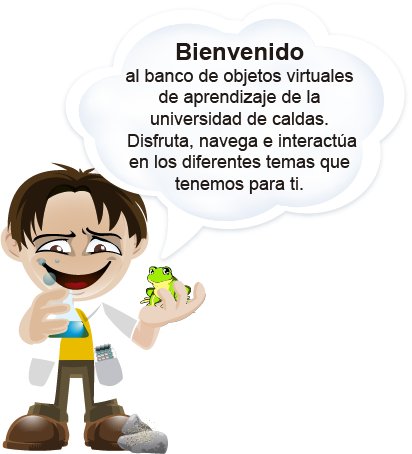 Bienvenido
al banco de objetos virtuales
de aprendizaje de la
universidad de caldas.
Disfruta, navega e interactúa
en los diferentes temas que
tenemos para ti.